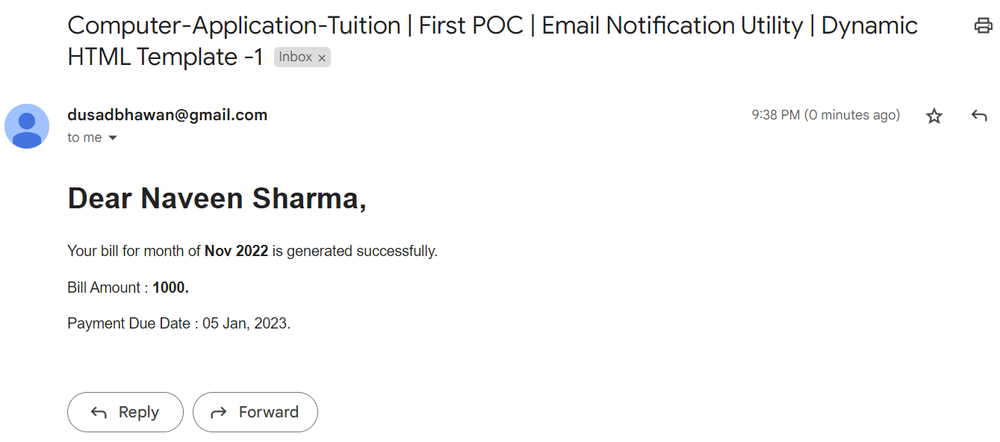 Computer-Application-Tuition | First POC | Email Notification Utility | Dynamic
HTML Template -1 Inbox ×
dusadbhawan@gmail.com 9:38 PM (0 minutes ago)
to me
Dear Naveen Sharma,
Your bill for month of Nov 2022 is generated successfully.
Bill Amount : 1000.
Payment Due Date : 05 Jan, 2023.
Reply Forward